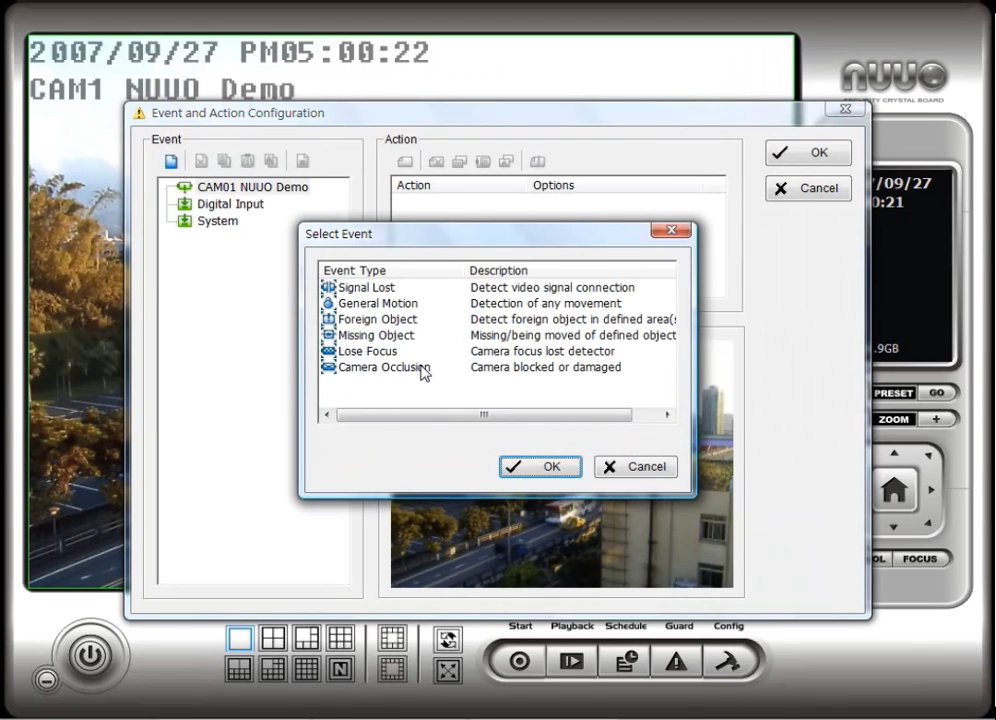 2007/09/27 PM05:00:22
CAM1 NUUO Demo
nuuo
SECURITY CRYSTAL BOARD
Event and Action Configuration
Event
Action
OK
Cancel
CAM01 NUUO Demo
Digital Input
System
Action Options
/09/27
0:21
Select Event
Event Type Description
Signal Lost Detect video signal connection
General Motion Detection of any movement
Foreign Object Detect foreign object in defined area(s
Missing Object Missing/being moved of defined object
Lose Focus Camera focus lost detector
Camera Occlusion Camera blocked or damaged
OK Cancel
.9GB
PRESET GO
ZOOM +
OL FOCUS
Start Playback Schedule Guard Config
N